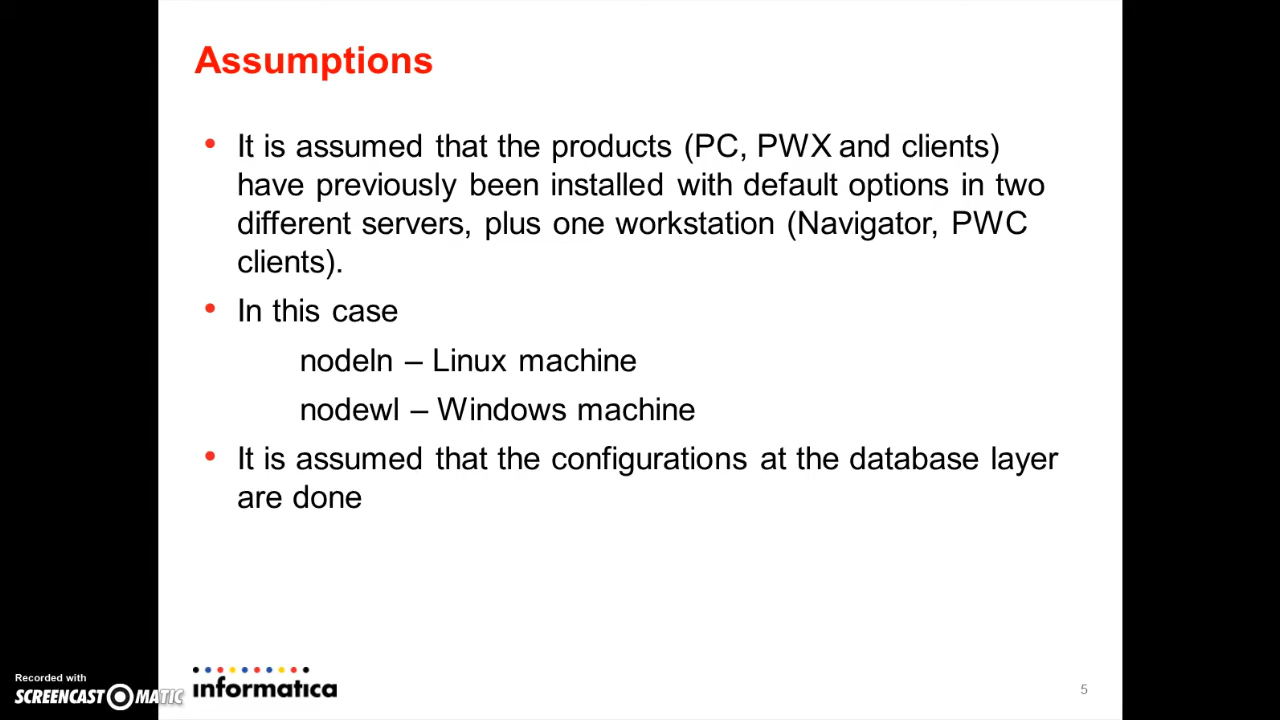 Assumptions
• It is assumed that the products (PC, PWX and clients)
have previously been installed with default options in two
different servers, plus one workstation (Navigator, PWC
clients).
• In this case
nodeln – Linux machine
nodewl – Windows machine
• It is assumed that the configurations at the database layer
are done
Recorded with
SCREENCAST MATIC
informatica
5